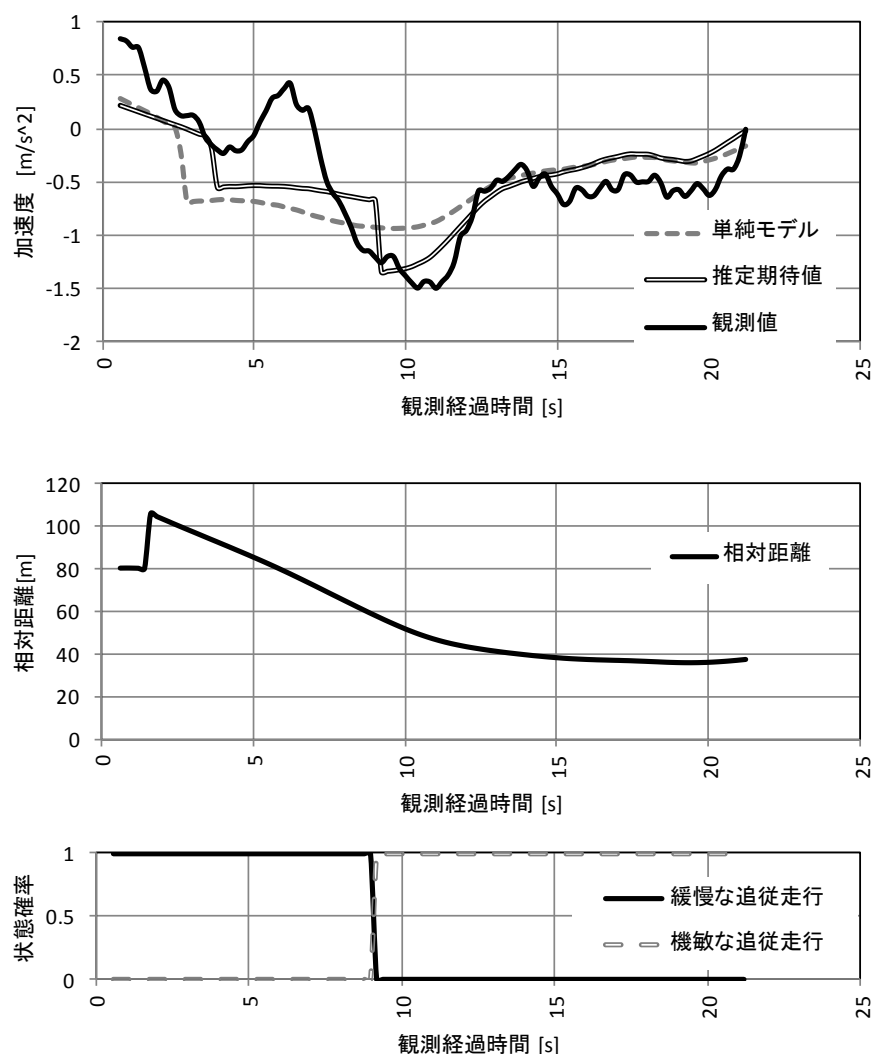 1
0.5
0
-0.5
-1
-1.5
-2
加速度 [m/s^2]
単純モデル
推定期待値
観測値
0
5
10
15
20
25
観測経過時間 [s]
120
100
80
60
40
20
0
相対距離[m]
相対距離
0
5
10
15
20
25
観測経過時間 [s]
1
0.5
0
状態確率
緩慢な追従走行
機敏な追従走行
0
5
10
15
20
25
観測経過時間 [s]